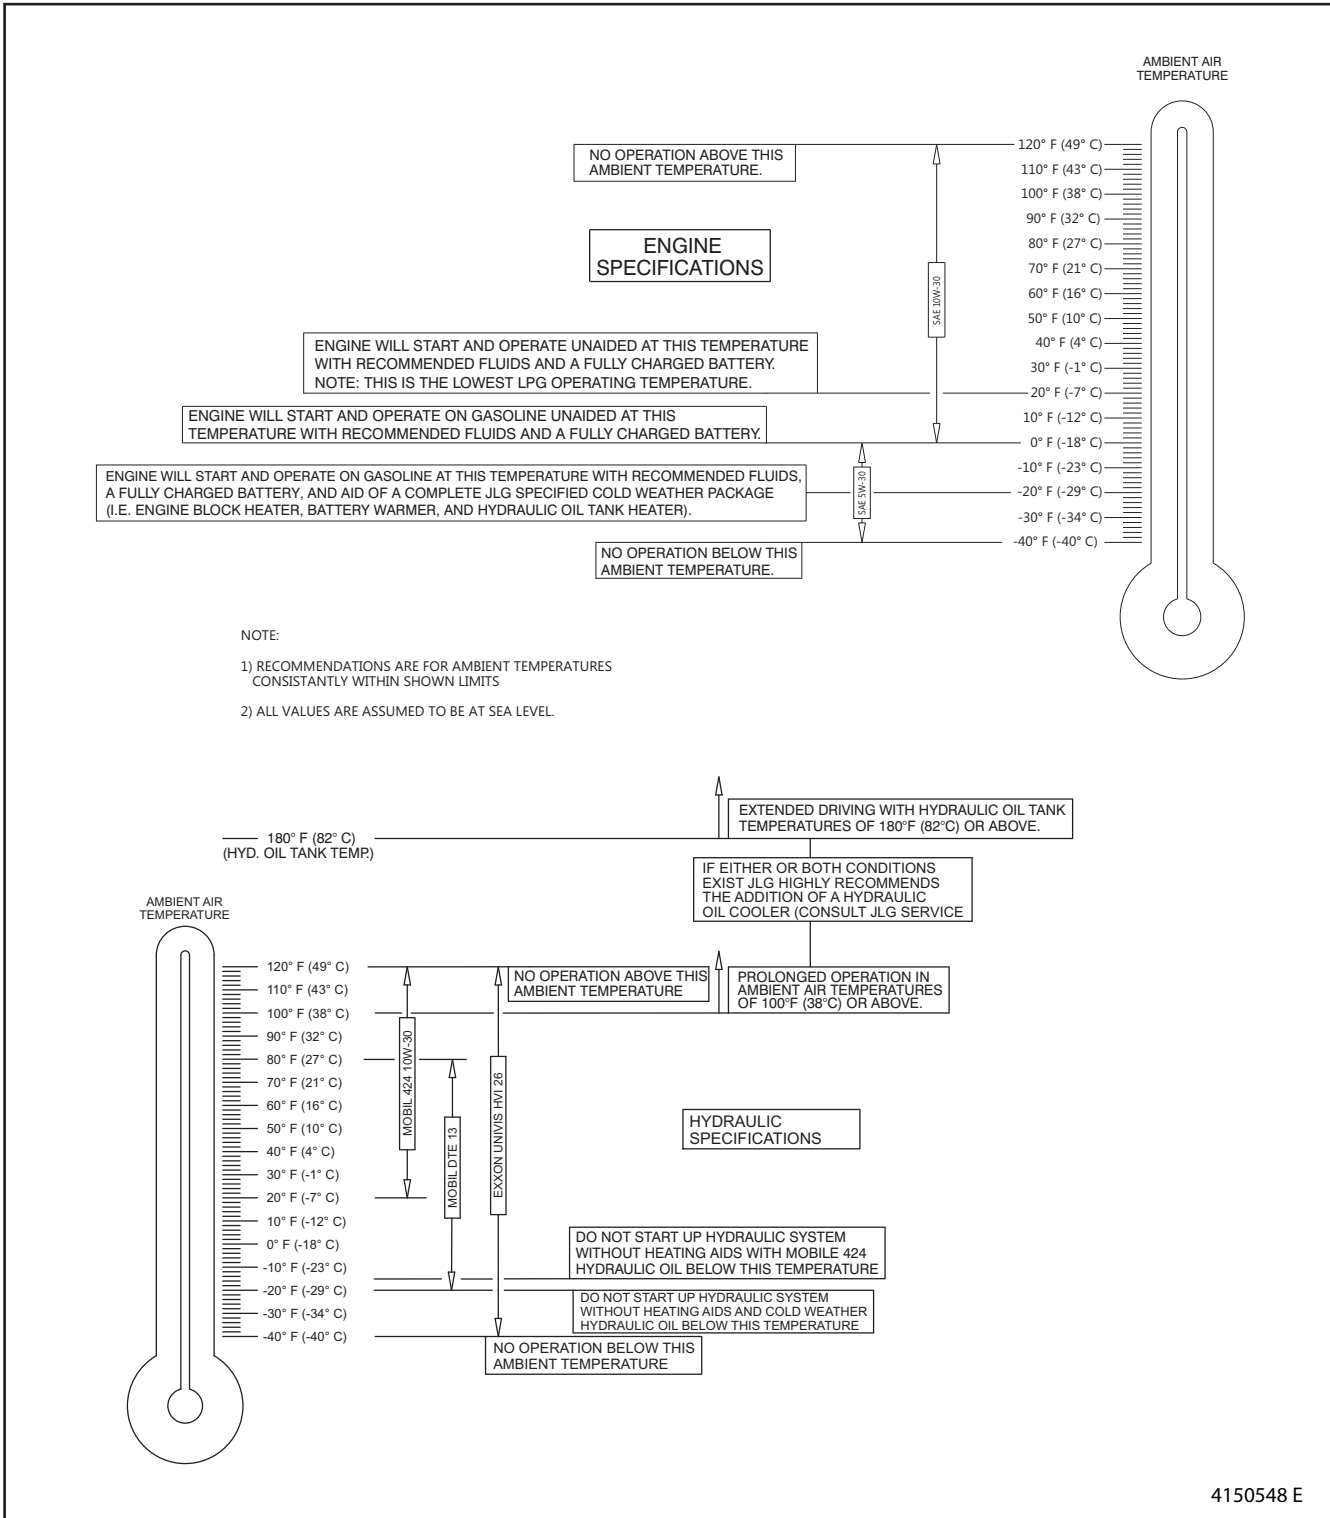 AMBIENT AIR
TEMPERATURE
120° F (49° C)
110° F (43° C)
100° F (38° C)
90° F (32° C)
80° F (27° C)
70° F (21° C)
60° F (16° C)
50° F (10° C)
40° F (4° C)
30° F (-1° C)
20° F (-7° C)
10° F (-12° C)
0° F (-18° C)
-10° F (-23° C)
-20° F (-29° C)
-30° F (-34° C)
-40° F (-40° C)
NO OPERATION ABOVE THIS
AMBIENT TEMPERATURE.
ENGINE
SPECIFICATIONS
SAE 10W-30
ENGINE WILL START AND OPERATE UNAIDED AT THIS TEMPERATURE
WITH RECOMMENDED FLUIDS AND A FULLY CHARGED BATTERY.
NOTE: THIS IS THE LOWEST LPG OPERATING TEMPERATURE.
ENGINE WILL START AND OPERATE ON GASOLINE UNAIDED AT THIS
TEMPERATURE WITH RECOMMENDED FLUIDS AND A FULLY CHARGED BATTERY.
ENGINE WILL START AND OPERATE ON GASOLINE AT THIS TEMPERATURE WITH RECOMMENDED FLUIDS,
A FULLY CHARGED BATTERY, AND AID OF A COMPLETE JLG SPECIFIED COLD WEATHER PACKAGE
(I.E. ENGINE BLOCK HEATER, BATTERY WARMER, AND HYDRAULIC OIL TANK HEATER).
SAE 5W-30
NO OPERATION BELOW THIS
AMBIENT TEMPERATURE.
NOTE:
1) RECOMMENDATIONS ARE FOR AMBIENT TEMPERATURES
CONSISTANTLY WITHIN SHOWN LIMITS
2) ALL VALUES ARE ASSUMED TO BE AT SEA LEVEL.
EXTENDED DRIVING WITH HYDRAULIC OIL TANK
TEMPERATURES OF 180°F (82°C) OR ABOVE.
180° F (82° C)
(HYD. OIL TANK TEMP.)
IF EITHER OR BOTH CONDITIONS
EXIST JLG HIGHLY RECOMMENDS
THE ADDITION OF A HYDRAULIC
OIL COOLER (CONSULT JLG SERVICE
AMBIENT AIR
TEMPERATURE
120° F (49° C)
110° F (43° C)
100° F (38° C)
90° F (32° C)
80° F (27° C)
70° F (21° C)
60° F (16° C)
50° F (10° C)
40° F (4° C)
30° F (-1° C)
20° F (-7° C)
10° F (-12° C)
0° F (-18° C)
-10° F (-23° C)
-20° F (-29° C)
-30° F (-34° C)
-40° F (-40° C)
MOBIL 424 10W-30
MOBIL DTE 13
EXXON UNIVIS HVI 26
NO OPERATION ABOVE THIS
AMBIENT TEMPERATURE
PROLONGED OPERATION IN
AMBIENT AIR TEMPERATURES
OF 100°F (38°C) OR ABOVE.
HYDRAULIC
SPECIFICATIONS
DO NOT START UP HYDRAULIC SYSTEM
WITHOUT HEATING AIDS WITH MOBILE 424
HYDRAULIC OIL BELOW THIS TEMPERATURE
DO NOT START UP HYDRAULIC SYSTEM
WITHOUT HEATING AIDS AND COLD WEATHER
HYDRAULIC OIL BELOW THIS TEMPERATURE
NO OPERATION BELOW THIS
AMBIENT TEMPERATURE
4150548 E